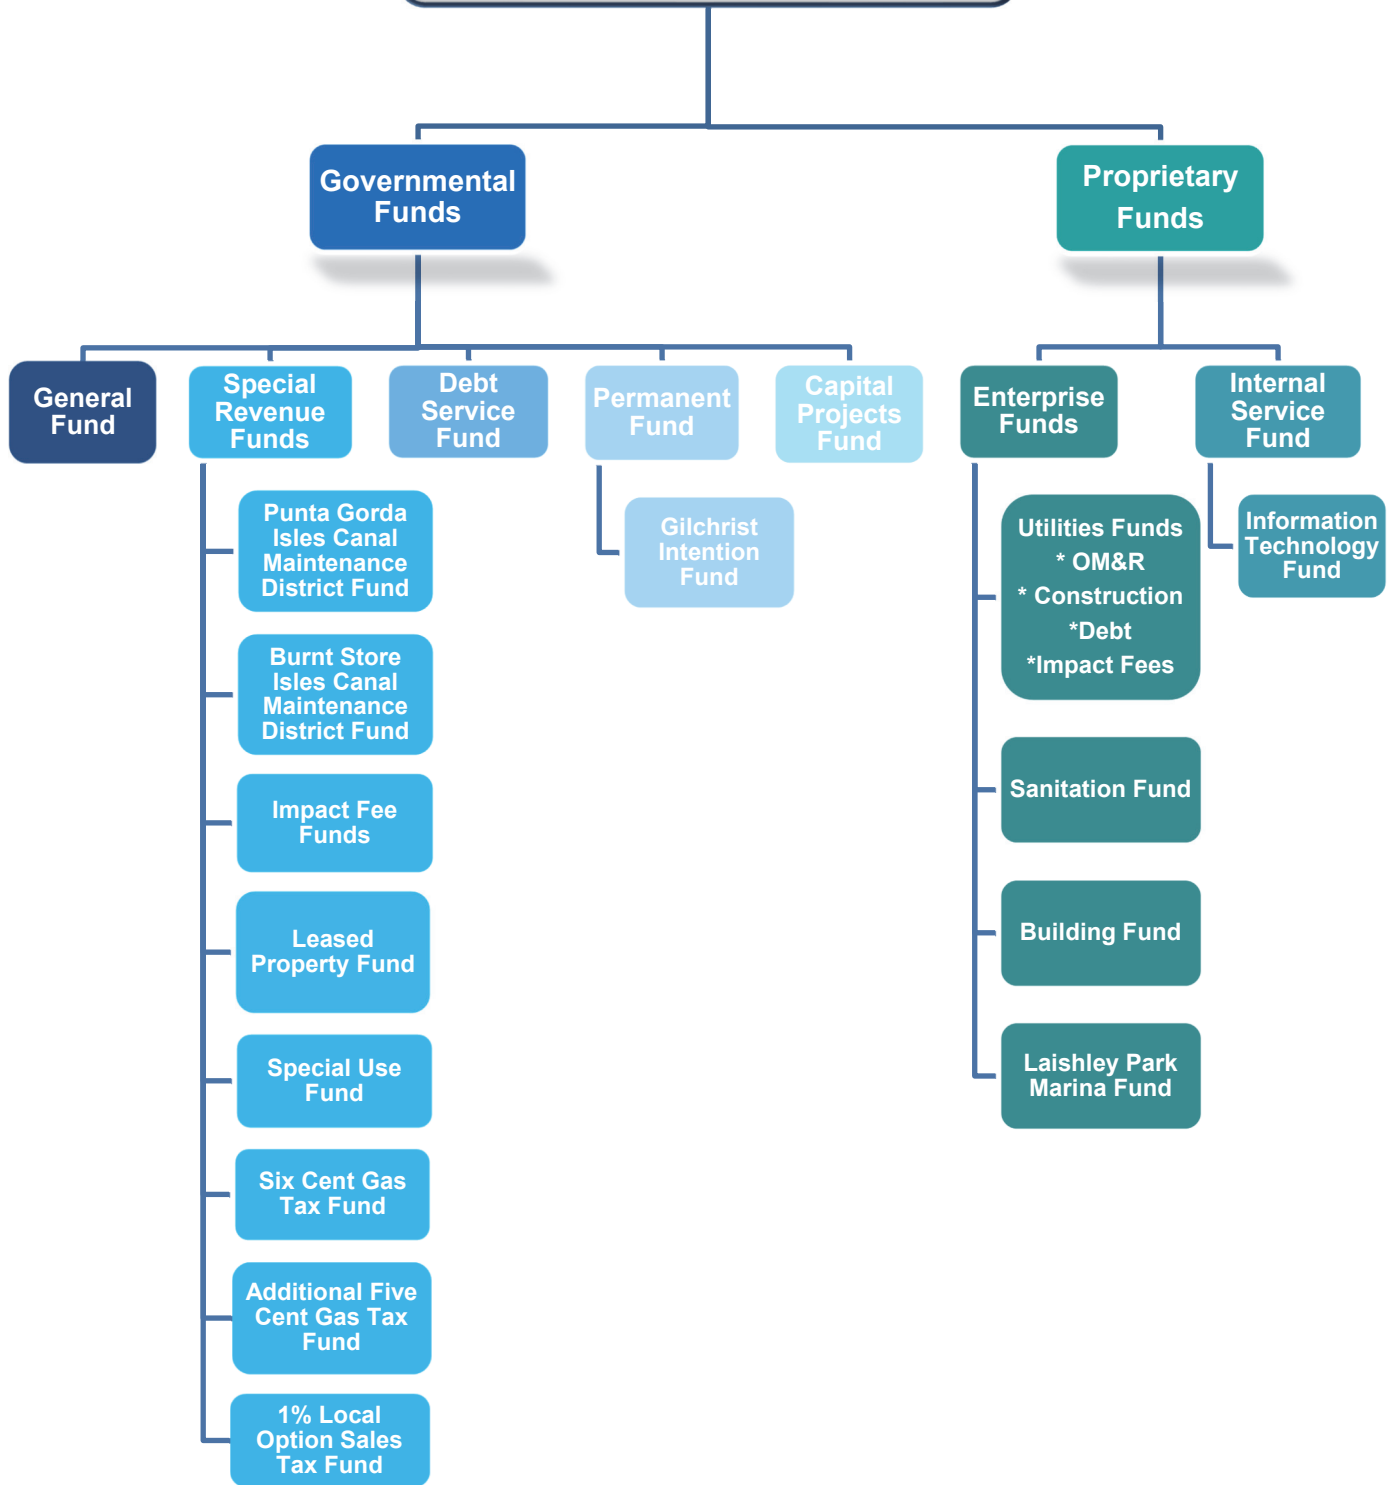 Governmental
Funds
Proprietary
Funds
General
Fund
Special
Revenue
Funds
Debt
Service
Fund
Permanent
Fund
Capital
Projects
Fund
Enterprise
Funds
Internal
Service
Fund
Punta Gorda
Isles Canal
Maintenance
District Fund
Burnt Store
Isles Canal
Maintenance
District Fund
Impact Fee
Funds
Leased
Property Fund
Special Use
Fund
Six Cent Gas
Tax Fund
Additional Five
Cent Gas Tax
Fund
1% Local
Option Sales
Tax Fund
Gilchrist
Intention
Fund
Utilities Funds
* OM&R
* Construction
*Debt
*Impact Fees
Sanitation Fund
Building Fund
Laishley Park
Marina Fund
Information
Technology
Fund